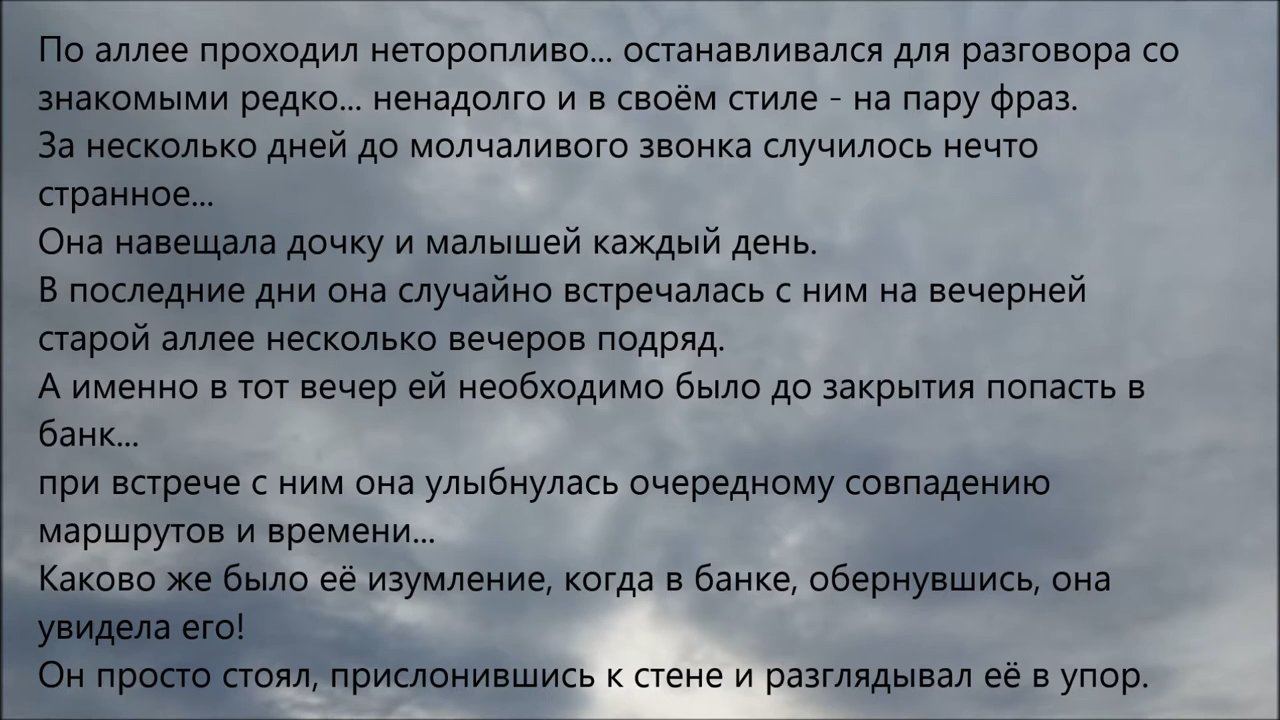 По аллее проходил неторопливо... останавливался для разговора со
знакомыми редко... ненадолго и в своём стиле - на пару фраз.
За несколько дней до молчаливого звонка случилось нечто
странное...
Она навещала дочку и малышей каждый день.
В последние дни она случайно встречалась с ним на вечерней
старой аллее несколько вечеров подряд.
А именно в тот вечер ей необходимо было до закрытия попасть в
банк...
при встрече с ним она улыбнулась очередному совпадению
маршрутов и времени...
Каково же было её изумление, когда в банке, обернувшись, она
увидела его!
Он просто стоял, прислонившись к стене и разглядывал её в упор.